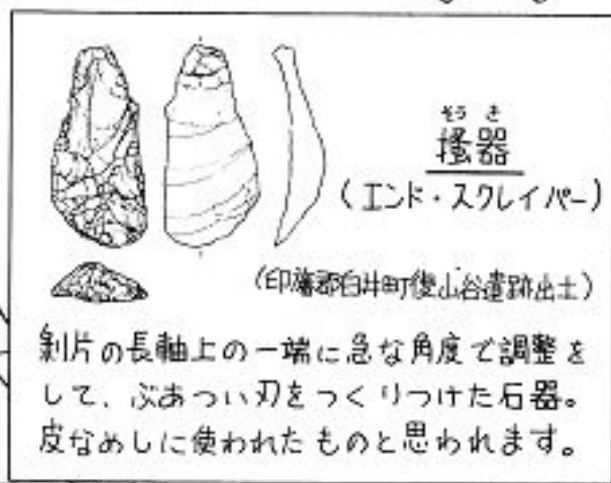 そうき
掻器
(エンド・スクレイパー)
(印旛郡白井町復山谷遺跡出土)
剝片の長軸上の一端に急な角度で調整を
して、ぶあつい刃をつくりつけた石器。
皮なめしに使われたものと思われます。